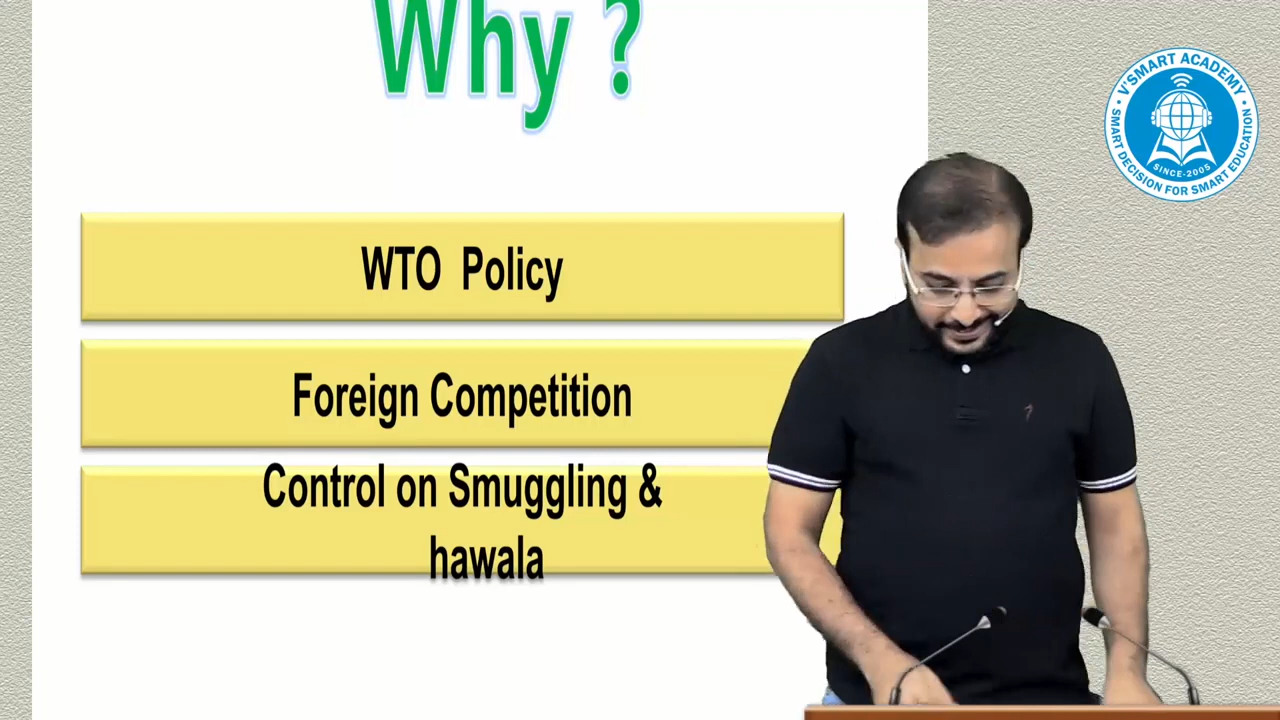 Why ?
WTO Policy
Foreign Competition
Control on Smuggling &
hawala
V'SMART ACADEMY
SMART DECISION FOR SMART EDUCATION
SINCE-2005